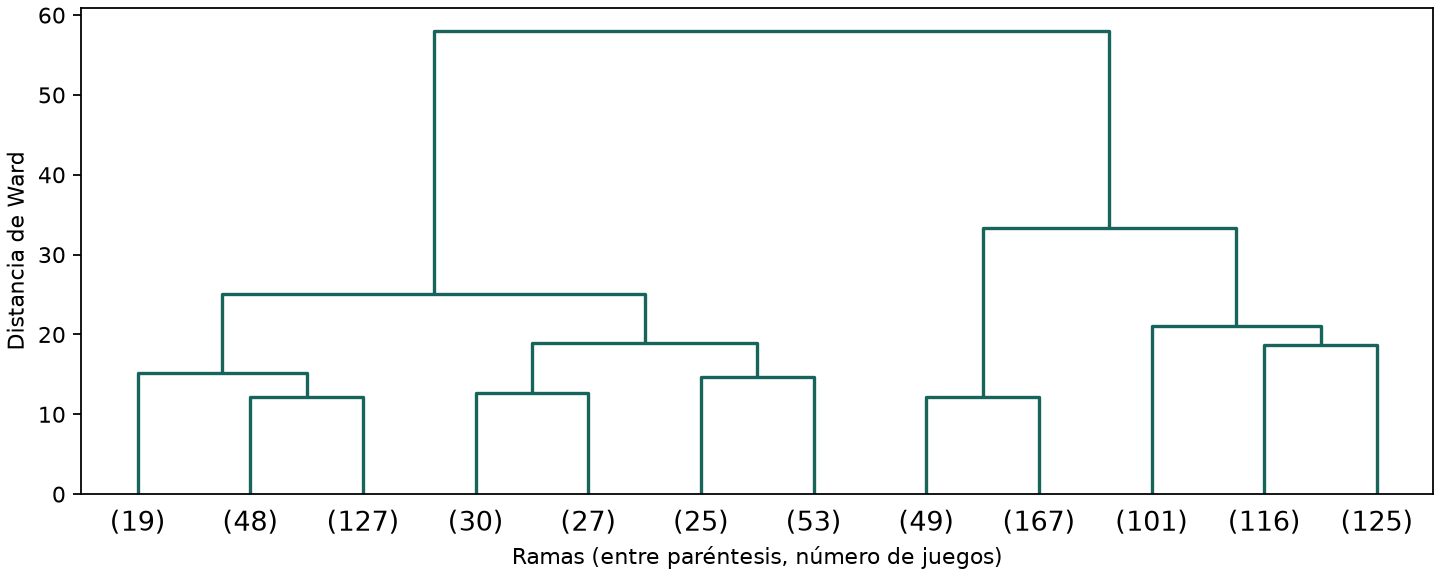 60
50
40
30
20
10
0
Distancia de Ward
(19) (48) (127) (30) (27) (25) (53) (49) (167) (101) (116) (125)
Ramas (entre paréntesis, número de juegos)